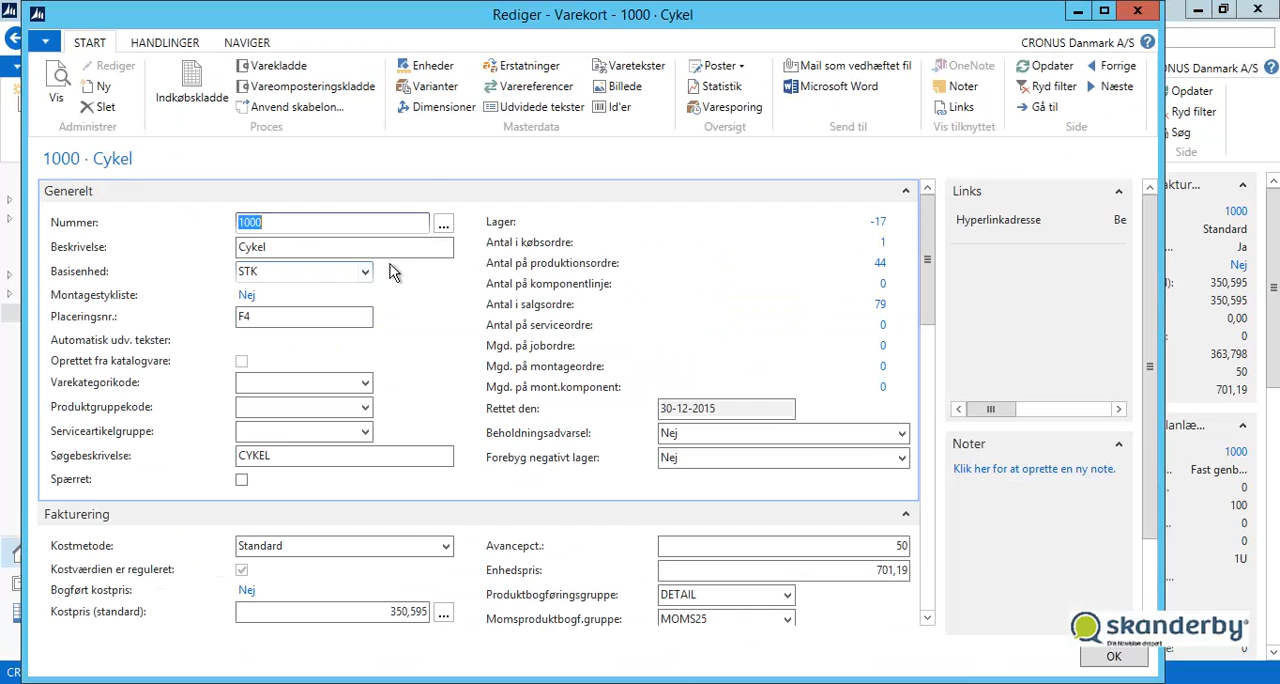 Rediger - Varekort - 1000 · Cykel
START HANDLINGER NAVIGER CRONUS Danmark A/S
Vis
Rediger
Ny
Slet
Administrer
Indkøbskladde
Varekladde
Vareomposteringskladde
Anvend skabelon...
Proces
Enheder
Varianter
Dimensioner
Erstatninger
Varereferencer
Udvidede tekster
Varetekster
Billede
Id'er
Masterdata
Poster
Statistik
Varesporing
Oversigt
Mail som vedhæftet fil
Microsoft Word
Send til
OneNote
Noter
Links
Vis tilknyttet
Opdater
Ryd filter
Gå til
Forrige
Næste
Side
1000 · Cykel
Generelt
Nummer: 1000
Beskrivelse: Cykel
Basisenhed: STK
Montagestykliste: Nej
Placeringsnr.: F4
Automatisk udv. tekster:
Oprettet fra katalogvare:
Varekategorikode:
Produktgruppekode:
Serviceartikelgruppe:
Søgebeskrivelse: CYKEL
Spærret:
Lager: -17
Antal i købsordre: 1
Antal på produktionsordre: 44
Antal på komponentlinje: 0
Antal i salgsordre: 79
Antal på serviceordre: 0
Mgd. på jobordre: 0
Mgd. på montageordre: 0
Mgd. på mont.komponent: 0
Rettet den: 30-12-2015
Beholdningsadvarsel: Nej
Forebyg negativt lager: Nej
Fakturering
Kostmetode: Standard
Kostværdien er reguleret:
Bogført kostpris: Nej
Kostpris (standard): 350,595
Avancepct.: 50
Enhedspris: 701,19
Produktbogføringsgruppe: DETAIL
Momsproduktbogf.gruppe: MOMS25
Links
Hyperlinkadresse Be
Noter
Klik her for at oprette en ny note.
OK
skanderby
Din Navision ekspert
CRONUS Danmark A/S
Opdater
Ryd filter
Søg
Side
aktur...
1000
Standard
Ja
Nej
350,595
350,595
0,00
0
363,798
50
701,19
anlæ...
1000
Fast genb...
0
100
0
0
1U
0
CR